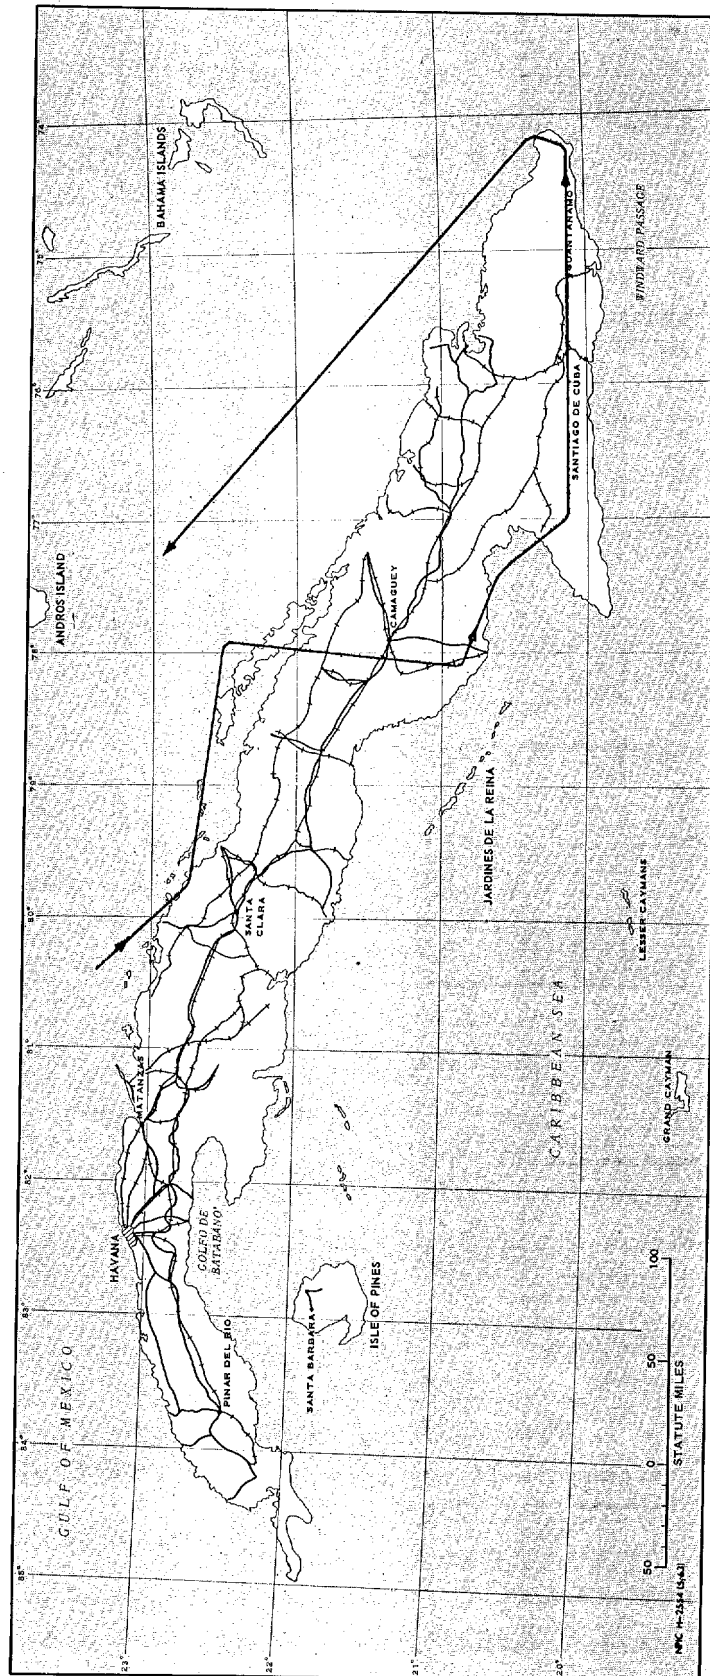 GULF OF MEXICO
85°
84°
83°
82°
81°
80°
79°
78°
77°
76°
75°
74°
23°
22°
21°
20°
ANDROS ISLAND
BAHAMA ISLANDS
HAVANA
MATANZAS
PINAR DEL RIO
GOLFO DE
BATABANO'
SANTA BARBARA
ISLE OF PINES
SANTA
CLARA
CAMAGUEY
JARDINES DE LA REINA
SANTIAGO DE CUBA
GUANTANAMO
WINDWARD PASSAGE
CARIBBEAN SEA
GRAND CAYMAN
LESSER CAYMANS
50 0 50 100
STATUTE MILES